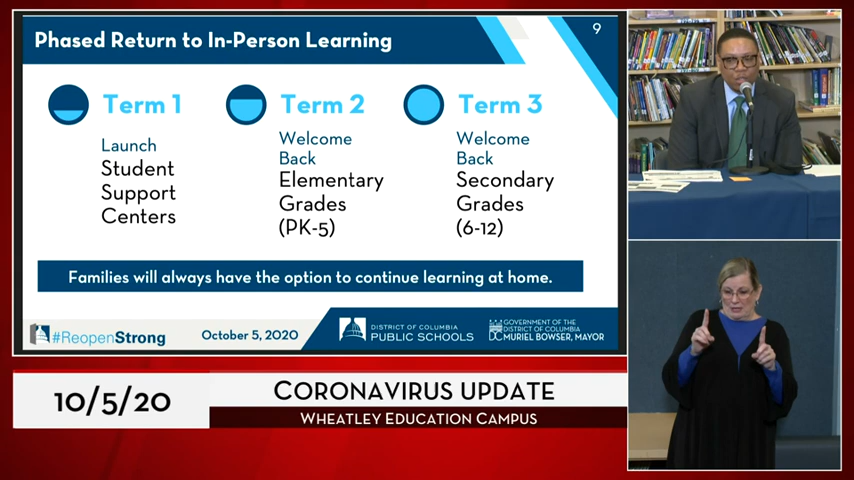 Phased Return to In-Person Learning
9
Term 1
Launch
Student
Support
Centers
Term 2
Welcome
Back
Elementary
Grades
(PK-5)
Term 3
Welcome
Back
Secondary
Grades
(6-12)
Families will always have the option to continue learning at home.
#ReopenStrong
October 5, 2020
DISTRICT OF COLUMBIA
PUBLIC SCHOOLS
GOVERNMENT OF THE
DISTRICT OF COLUMBIA
DC MURIEL BOWSER, MAYOR
10/5/20
CORONAVIRUS UPDATE
WHEATLEY EDUCATION CAMPUS